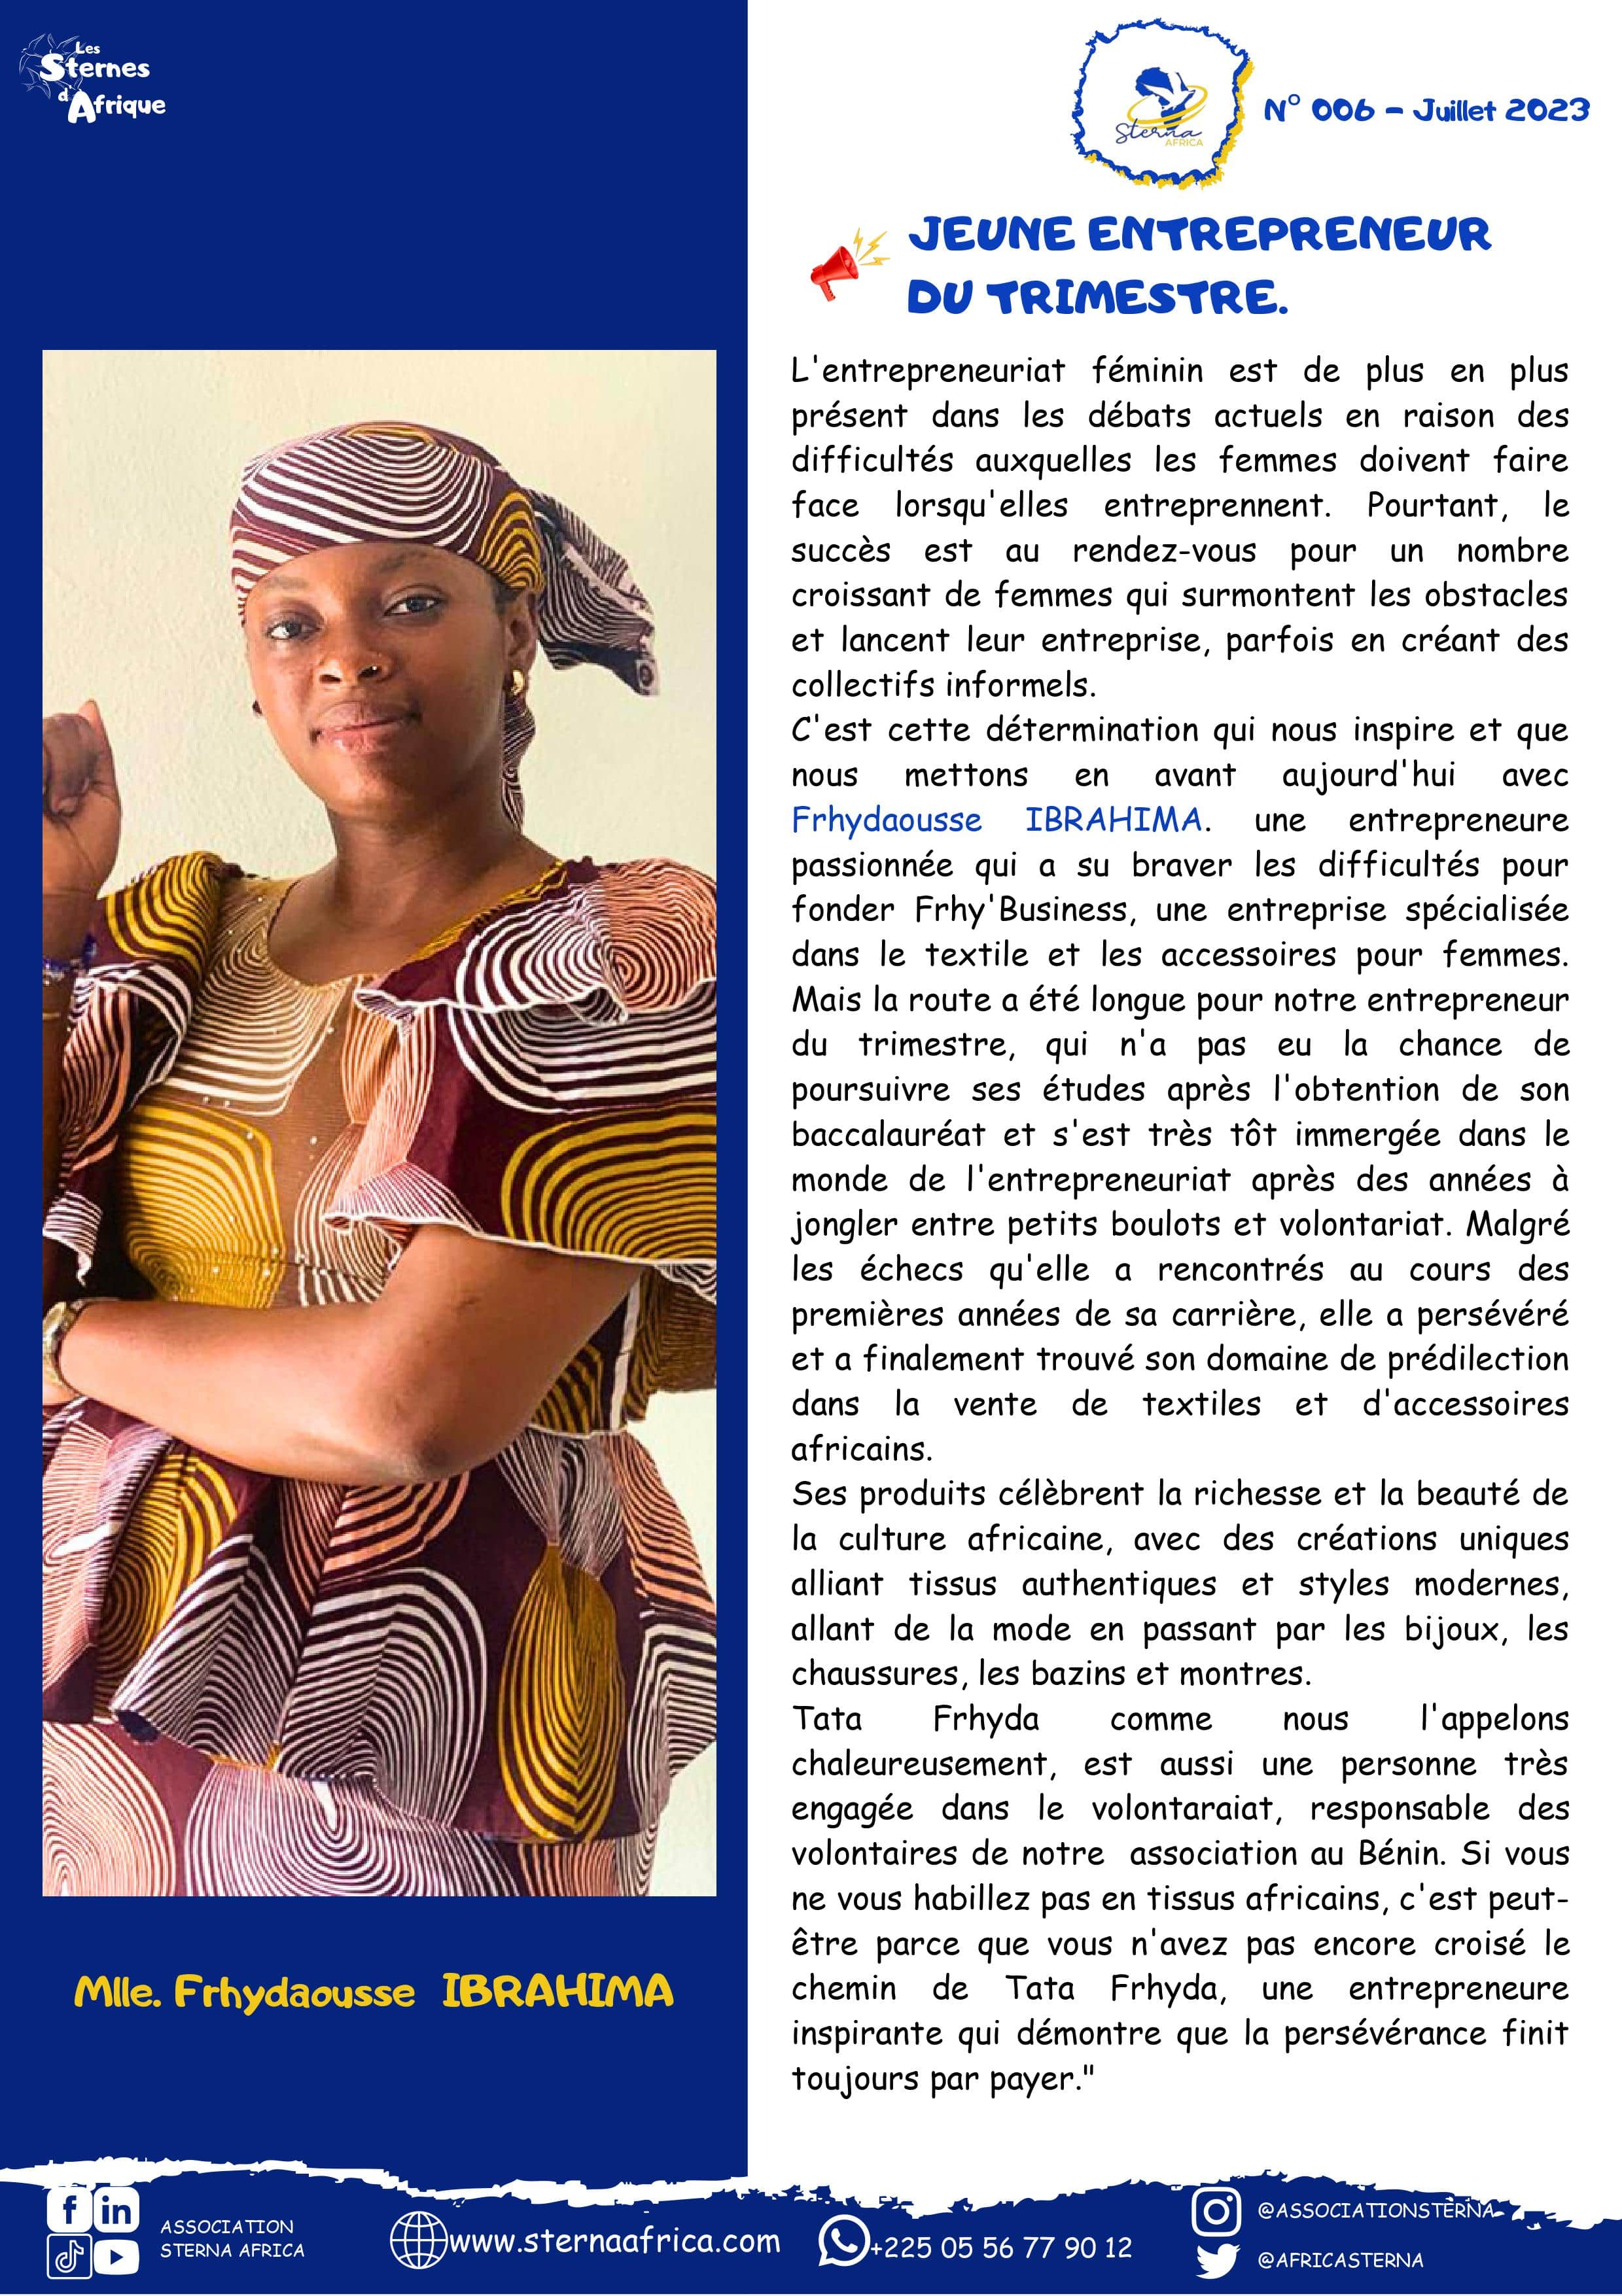 Les
Sternes
d'Afrique
Sterna
AFRICA
N° 006 - Juillet 2023
JEUNE ENTREPRENEUR
DU TRIMESTRE.
L'entrepreneuriat féminin est de plus en plus
présent dans les débats actuels en raison des
difficultés auxquelles les femmes doivent faire
face lorsqu'elles entreprennent. Pourtant, le
succès est au rendez-vous pour un nombre
croissant de femmes qui surmontent les obstacles
et lancent leur entreprise, parfois en créant des
collectifs informels.
C'est cette détermination qui nous inspire et que
nous mettons en avant aujourd'hui avec
Frhydaousse IBRAHIMA. une entrepreneure
passionnée qui a su braver les difficultés pour
fonder Frhy'Business, une entreprise spécialisée
dans le textile et les accessoires pour femmes.
Mais la route a été longue pour notre entrepreneur
du trimestre, qui n'a pas eu la chance de
poursuivre ses études après l'obtention de son
baccalauréat et s'est très tôt immergée dans le
monde de l'entrepreneuriat après des années à
jongler entre petits boulots et volontariat. Malgré
les échecs qu'elle a rencontrés au cours des
premières années de sa carrière, elle a persévéré
et a finalement trouvé son domaine de prédilection
dans la vente de textiles et d'accessoires
africains.
Ses produits célèbrent la richesse et la beauté de
la culture africaine, avec des créations uniques
alliant tissus authentiques et styles modernes,
allant de la mode en passant par les bijoux, les
chaussures, les bazins et montres.
Tata Frhyda comme nous l'appelons
chaleureusement, est aussi une personne très
engagée dans le volontaraiat, responsable des
volontaires de notre association au Bénin. Si vous
ne vous habillez pas en tissus africains, c'est peut-
être parce que vous n'avez pas encore croisé le
chemin de Tata Frhyda, une entrepreneure
inspirante qui démontre que la persévérance finit
toujours par payer."
Mlle. Frhydaousse IBRAHIMA
ASSOCIATION
STERNA AFRICA
www.sternaafrica.com
+225 05 56 77 90 12
@ASSOCIATIONSTERNA
@AFRICASTERNA